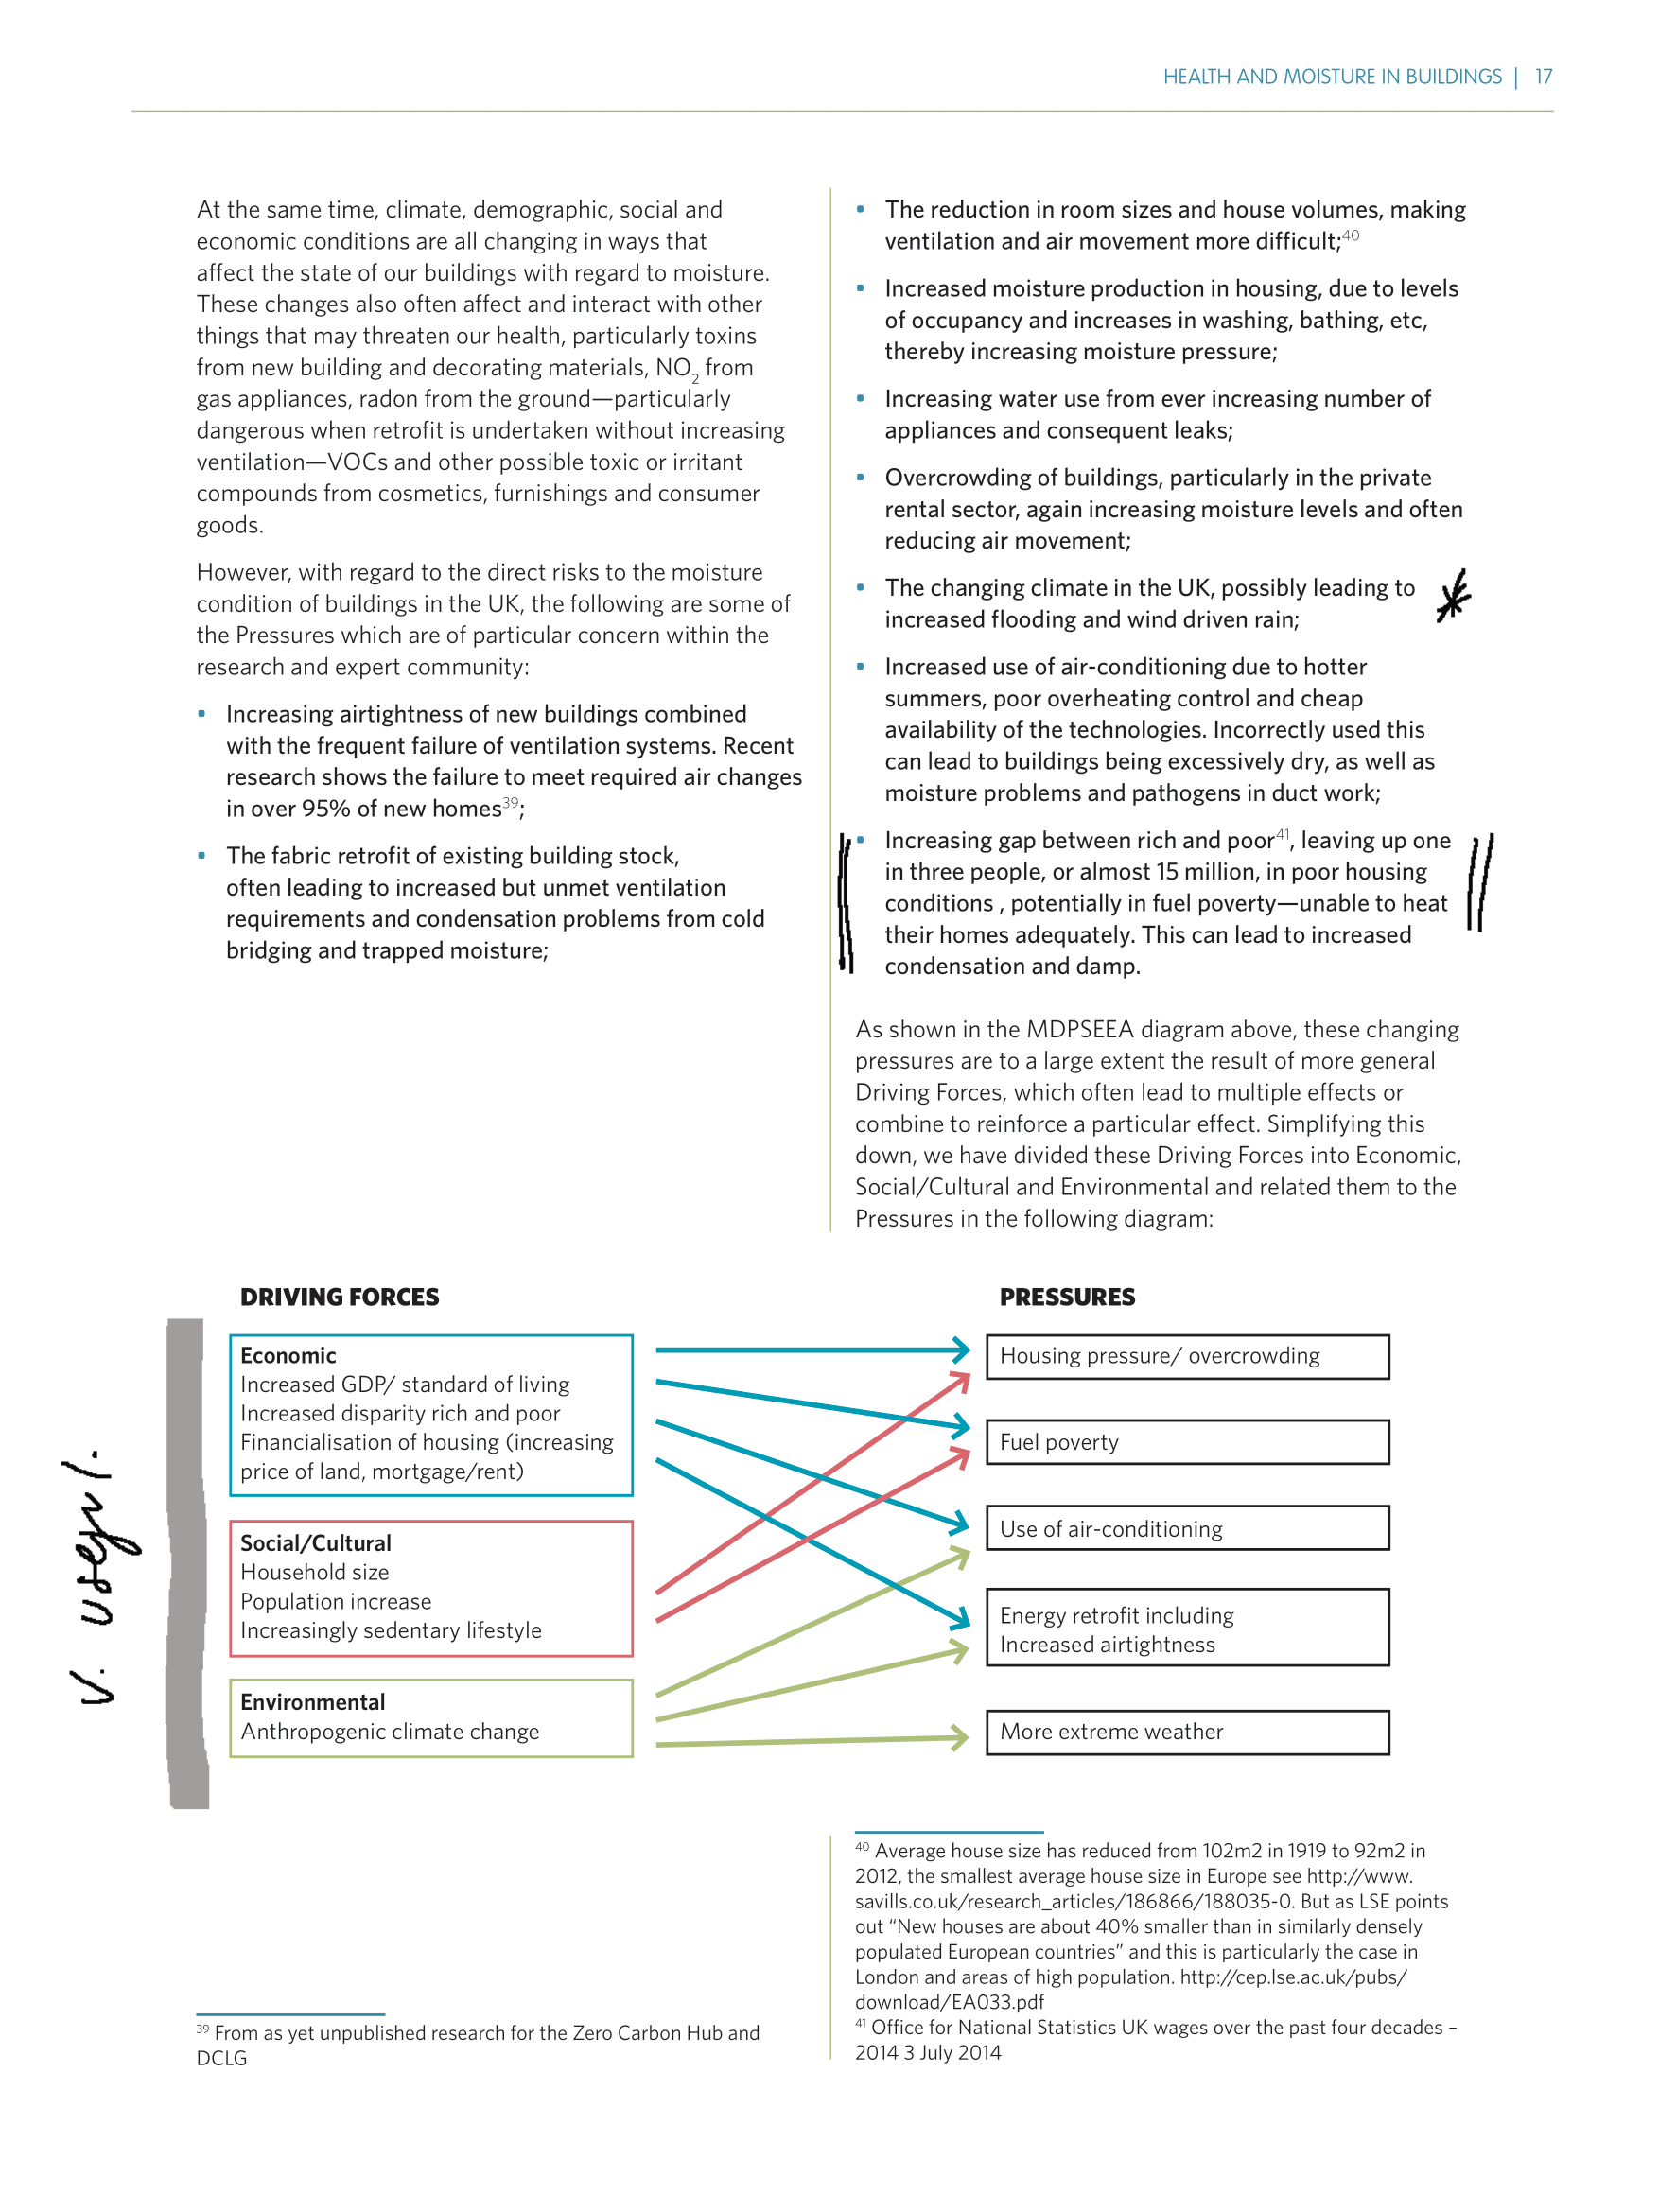 HEALTH AND MOISTURE IN BUILDINGS | 17
At the same time, climate, demographic, social and
economic conditions are all changing in ways that
affect the state of our buildings with regard to moisture.
These changes also often affect and interact with other
things that may threaten our health, particularly toxins
from new building and decorating materials, NO2 from
gas appliances, radon from the ground—particularly
dangerous when retrofit is undertaken without increasing
ventilation—VOCs and other possible toxic or irritant
compounds from cosmetics, furnishings and consumer
goods.
However, with regard to the direct risks to the moisture
condition of buildings in the UK, the following are some of
the Pressures which are of particular concern within the
research and expert community:
• Increasing airtightness of new buildings combined
with the frequent failure of ventilation systems. Recent
research shows the failure to meet required air changes
in over 95% of new homes39;
• The fabric retrofit of existing building stock,
often leading to increased but unmet ventilation
requirements and condensation problems from cold
bridging and trapped moisture;
• The reduction in room sizes and house volumes, making
ventilation and air movement more difficult;40
• Increased moisture production in housing, due to levels
of occupancy and increases in washing, bathing, etc,
thereby increasing moisture pressure;
• Increasing water use from ever increasing number of
appliances and consequent leaks;
• Overcrowding of buildings, particularly in the private
rental sector, again increasing moisture levels and often
reducing air movement;
• The changing climate in the UK, possibly leading to
increased flooding and wind driven rain;
• Increased use of air-conditioning due to hotter
summers, poor overheating control and cheap
availability of the technologies. Incorrectly used this
can lead to buildings being excessively dry, as well as
moisture problems and pathogens in duct work;
• Increasing gap between rich and poor41, leaving up one
in three people, or almost 15 million, in poor housing
conditions , potentially in fuel poverty—unable to heat
their homes adequately. This can lead to increased
condensation and damp.
As shown in the MDPSEEA diagram above, these changing
pressures are to a large extent the result of more general
Driving Forces, which often lead to multiple effects or
combine to reinforce a particular effect. Simplifying this
down, we have divided these Driving Forces into Economic,
Social/Cultural and Environmental and related them to the
Pressures in the following diagram:
DRIVING FORCES
Economic
Increased GDP/ standard of living
Increased disparity rich and poor
Financialisation of housing (increasing
price of land, mortgage/rent)
Social/Cultural
Household size
Population increase
Increasingly sedentary lifestyle
Environmental
Anthropogenic climate change
PRESSURES
Housing pressure/ overcrowding
Fuel poverty
Use of air-conditioning
Energy retrofit including
Increased airtightness
More extreme weather
v.
39 From as yet unpublished research for the Zero Carbon Hub and
DCLG
40 Average house size has reduced from 102m2 in 1919 to 92m2 in
2012, the smallest average house size in Europe see http://www.
savills.co.uk/research_articles/186866/188035-0. But as LSE points
out “New houses are about 40% smaller than in similarly densely
populated European countries” and this is particularly the case in
London and areas of high population. http://cep.lse.ac.uk/pubs/
download/EA033.pdf
41 Office for National Statistics UK wages over the past four decades –
2014 3 July 2014